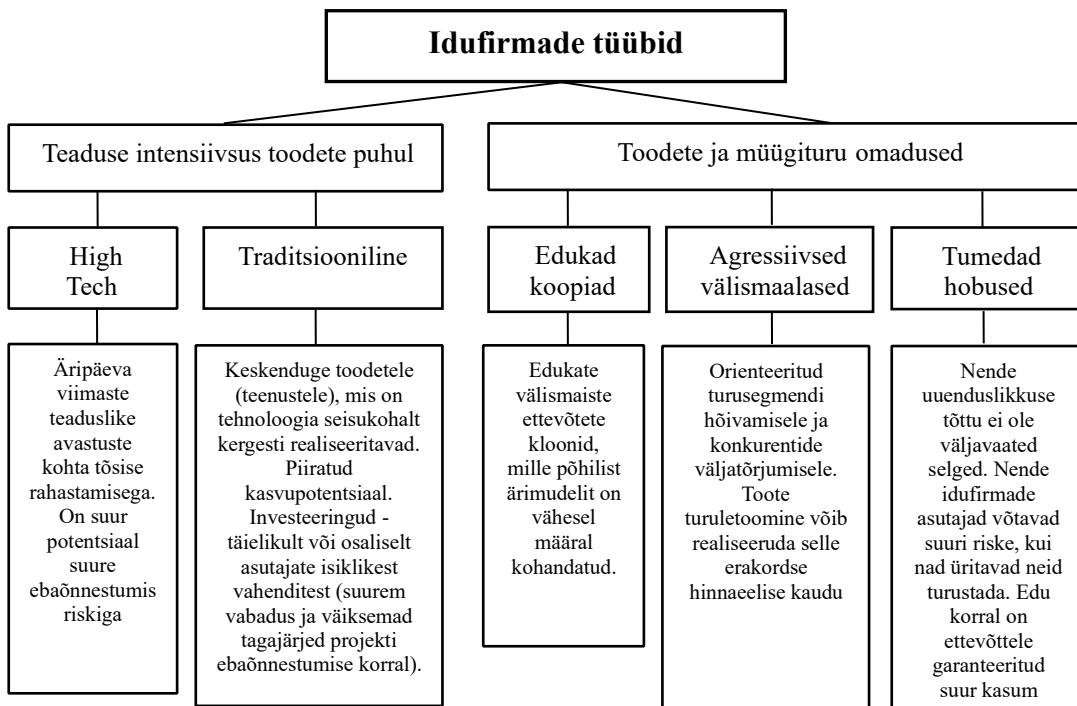 Idufirmade tüübid
Teaduse intensiivsus toodete puhul
Toodete ja müügituru omadused
High
Tech
Traditsiooniline
Edukad
koopiad
Agressiivsed
välismaalased
Tumedad
hobused
Äripäeva
viimaste
teaduslike
avastuste
kohta tõsise
rahastamisega.
On suur
potentsiaal
suure
ebaõnnestumis
riskiga
Keskenduge toodetele
(teenustele), mis on
tehnoloogia seisukohalt
kergesti realiseeritavad.
Piiratud
kasvupotentsiaal.
Investeeringud -
täielikult või osaliselt
asutajate isiklikest
vahenditest (suurem
vabadus ja väiksemad
tagajärjed projekti
ebaõnnestumise korral).
Edukate
välismaiste
ettevõtete
kloonid,
mille põhilist
ärimudelit on
vähesel
määral
kohandatud.
Orienteeritud
turusegmendi
hõivamisele ja
konkurentide
väljatõrjumisele.
Toote
turuletoomine võib
realiseeruda selle
erakordse
hinnaeelise kaudu
Nende
uuenduslikkuse
tõttu ei ole
väljavaated
selged. Nende
idufirmade
asutajad võtavad
suuri riske, kui
nad üritavad neid
turustada. Edu
korral on
ettevõttele
garanteeritud
suur kasum